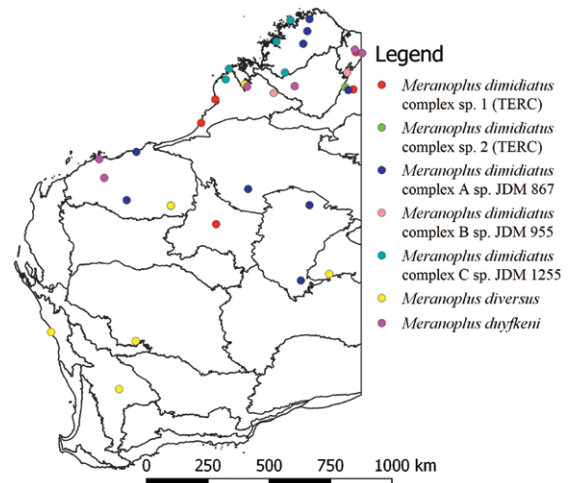 Legend
Meranoplus dimidiatus
complex sp. 1 (TERC)
Meranoplus dimidiatus
complex sp. 2 (TERC)
Meranoplus dimidiatus
complex A sp. JDM 867
Meranoplus dimidiatus
complex B sp. JDM 955
Meranoplus dimidiatus
complex C sp. JDM 1255
Meranoplus diversus
Meranoplus duyfkeni
0 250 500 750 1000 km